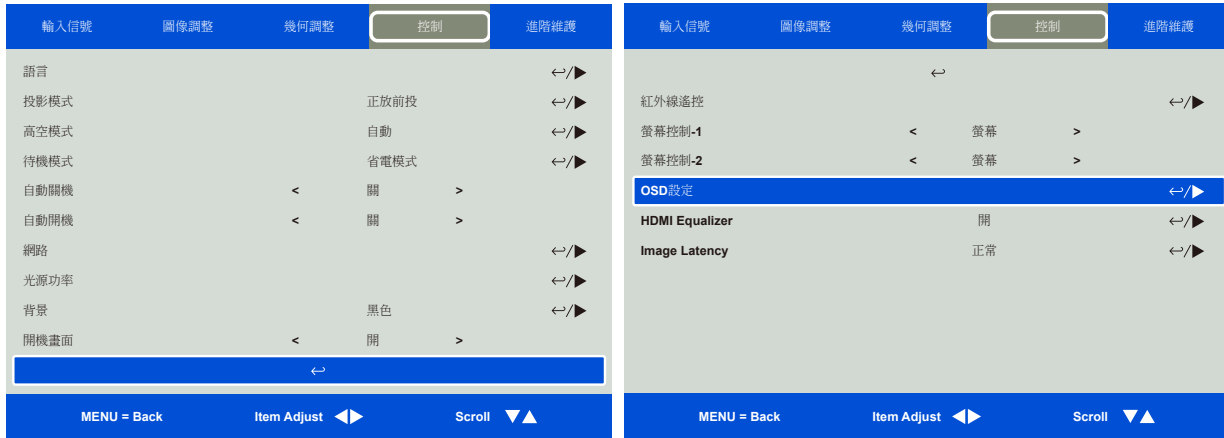 輸入信號 圖像調整 幾何調整 控制 進階維護
語言 ↩/▶
投影模式 正放前投 ↩/▶
高空模式 自動 ↩/▶
待機模式 省電模式 ↩/▶
自動關機 < 關 >
自動開機 < 關 >
網路 ↩/▶
光源功率 ↩/▶
背景 黑色 ↩/▶
開機畫面 < 開 >
↩
MENU = Back Item Adjust ◀▶ Scroll ▼▲
輸入信號 圖像調整 幾何調整 控制 進階維護
↩
紅外線遙控 ↩/▶
螢幕控制-1 < 螢幕 >
螢幕控制-2 < 螢幕 >
OSD設定 ↩/▶
HDMI Equalizer 開 ↩/▶
Image Latency 正常 ↩/▶
MENU = Back Item Adjust ◀▶ Scroll ▼▲